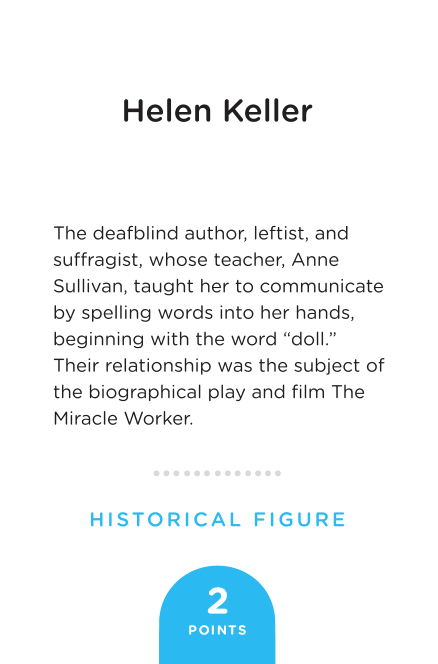 Helen Keller
The deafblind author, leftist, and
suffragist, whose teacher, Anne
Sullivan, taught her to communicate
by spelling words into her hands,
beginning with the word “doll.”
Their relationship was the subject of
the biographical play and film The
Miracle Worker.
HISTORICAL FIGURE
2
POINTS